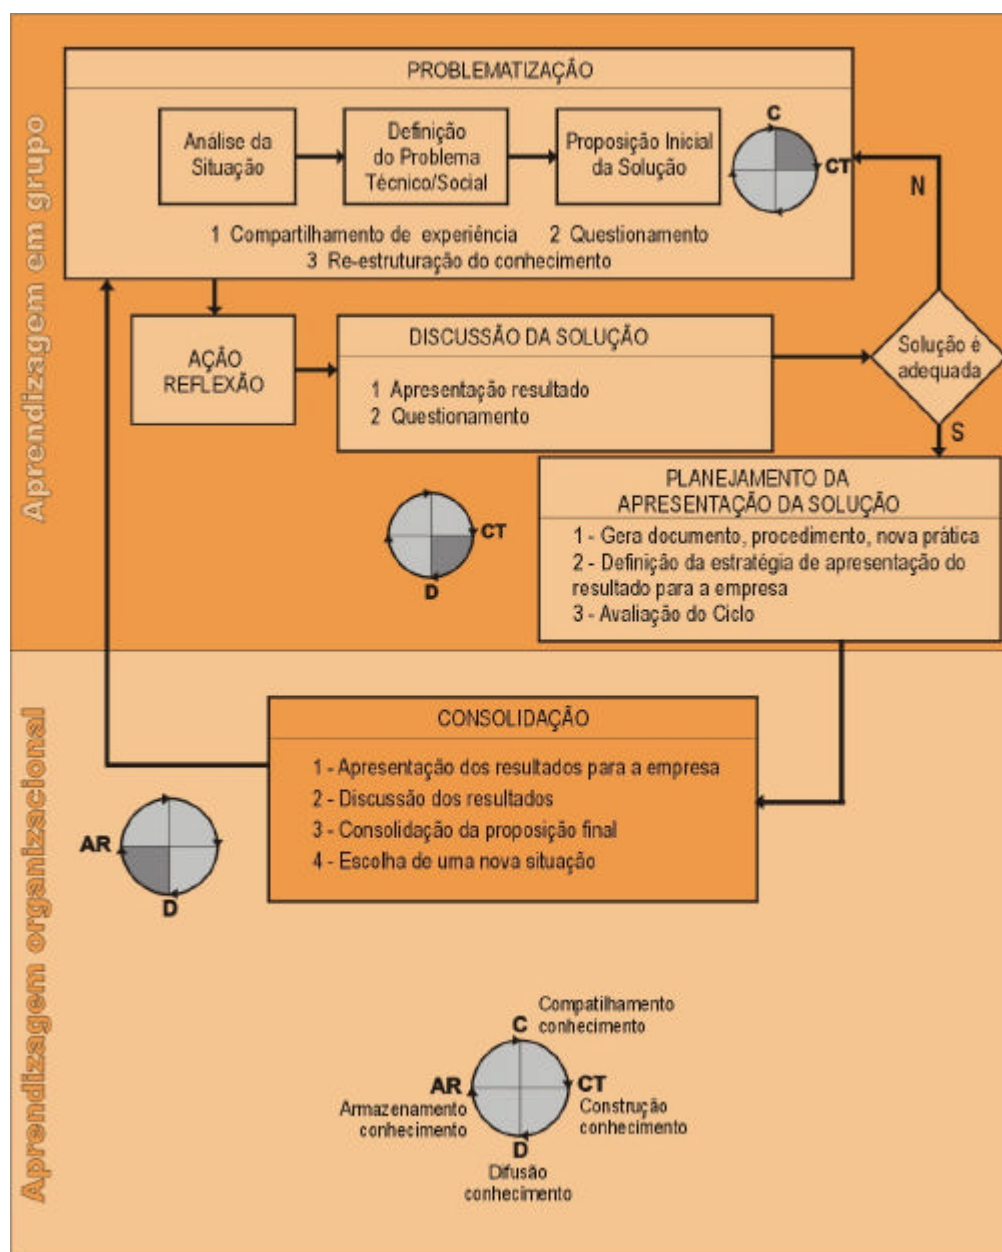 Aprendizagem em grupo
PROBLEMATIZAÇÃO
Análise da
Situação
Definição
do Problema
Técnico/Social
Proposição Inicial
da Solução
C
CT
1 Compartilhamento de experiência 2 Questionamento
3 Re-estruturação do conhecimento
N
AÇÃO
REFLEXÃO
DISCUSSÃO DA SOLUÇÃO
1 Apresentação resultado
2 Questionamento
Solução é
adequada
S
CT
D
PLANEJAMENTO DA
APRESENTAÇÃO DA SOLUÇÃO
1 - Gera documento, procedimento, nova prática
2 - Definição da estratégia de apresentação do
resultado para a empresa
3 - Avaliação do Ciclo
Aprendizagem organizacional
CONSOLIDAÇÃO
1 - Apresentação dos resultados para a empresa
2 - Discussão dos resultados
3 - Consolidação da proposição final
4 - Escolha de uma nova situação
AR
D
Compatilhamento
conhecimento
C
AR
Armazenamento
conhecimento
CT
Construção
conhecimento
D
Difusão
conhecimento